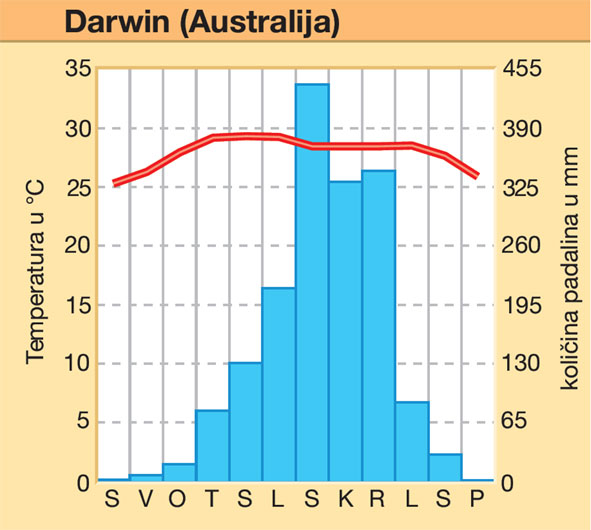 Darwin (Australija)
35 455
30 390
25 325
20 260
15 195
10 130
5 65
0 0
Temperatura u °C
količina padalina u mm
S V O T S L S K R L S P